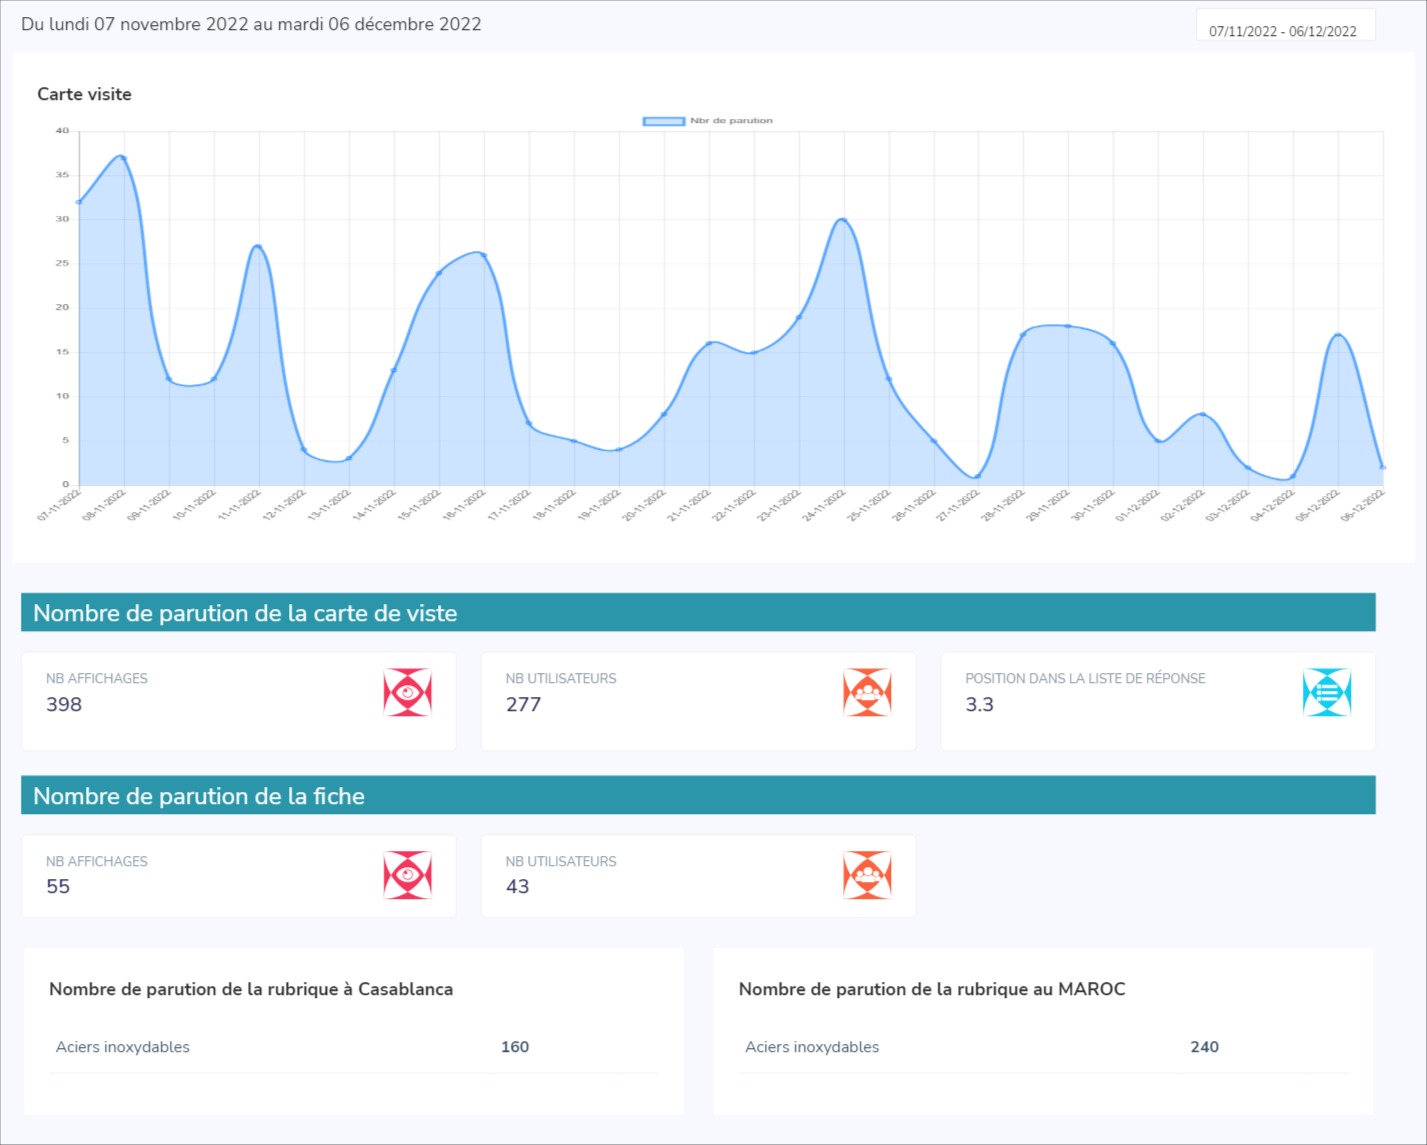 Du lundi 07 novembre 2022 au mardi 06 décembre 2022
07/11/2022 - 06/12/2022
Carte visite
Nbr de parution
40
35
30
25
20
15
10
5
0
07-11-2022
08-11-2022
09-11-2022
10-11-2022
11-11-2022
12-11-2022
13-11-2022
14-11-2022
15-11-2022
16-11-2022
17-11-2022
18-11-2022
19-11-2022
20-11-2022
21-11-2022
22-11-2022
23-11-2022
24-11-2022
25-11-2022
26-11-2022
27-11-2022
28-11-2022
29-11-2022
30-11-2022
01-12-2022
02-12-2022
03-12-2022
04-12-2022
05-12-2022
06-12-2022
Nombre de parution de la carte de viste
NB AFFICHAGES
398
NB UTILISATEURS
277
POSITION DANS LA LISTE DE RÉPONSE
3.3
Nombre de parution de la fiche
NB AFFICHAGES
55
NB UTILISATEURS
43
Nombre de parution de la rubrique à Casablanca
Aciers inoxydables 160
Nombre de parution de la rubrique au MAROC
Aciers inoxydables 240